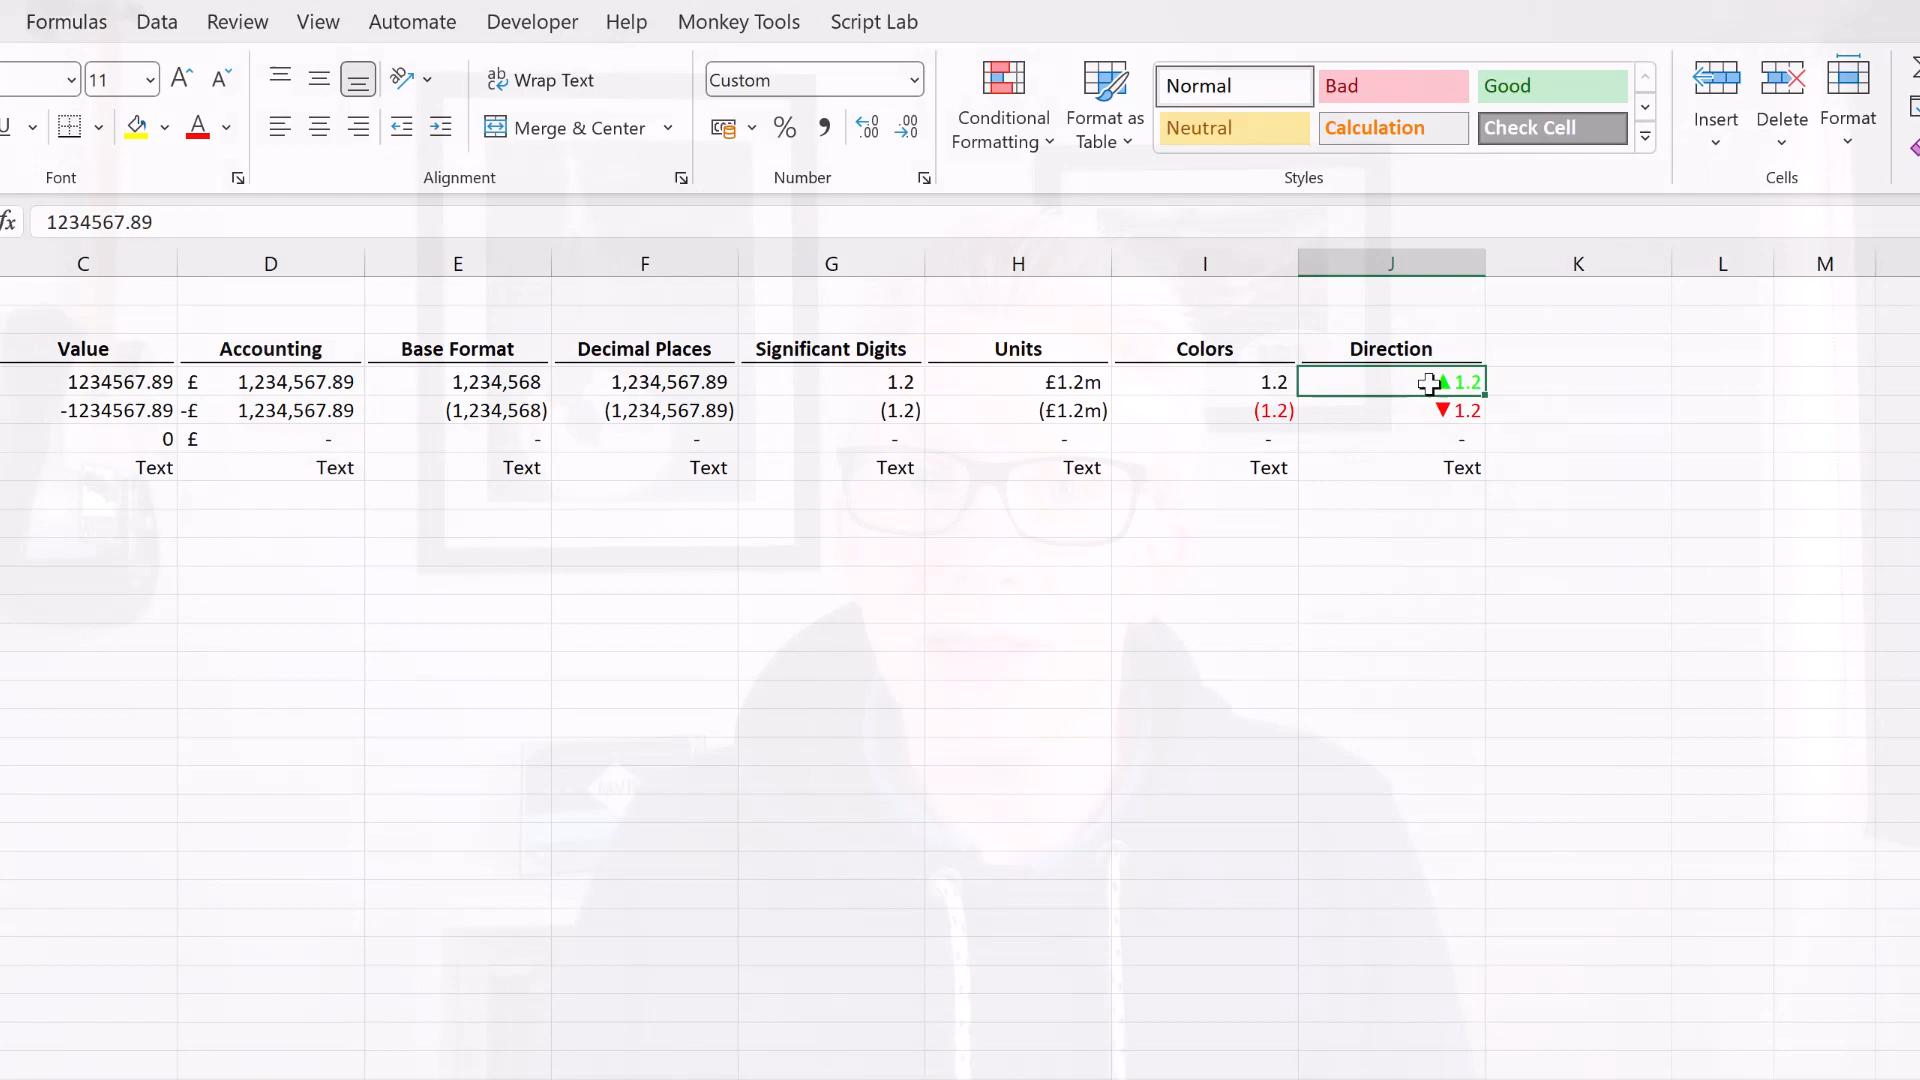 Formulas Data Review View Automate Developer Help Monkey Tools Script Lab
11 A A ab Wrap Text Custom
Conditional Formatting
Format as Table
Normal Bad Good
Neutral Calculation Check Cell
Insert Delete Format
U A Merge & Center % , .00
Font Alignment Number Styles Cells
fx 1234567.89
C D E F G H I J K L M
Value Accounting Base Format Decimal Places Significant Digits Units Colors Direction
1234567.89 £ 1,234,567.89 1,234,568 1,234,567.89 1.2 £1.2m 1.2 ▲1.2
-1234567.89 -£ 1,234,567.89 (1,234,568) (1,234,567.89) (1.2) (£1.2m) (1.2) ▼1.2
0 £ - - - - - - -
Text Text Text Text Text Text Text Text